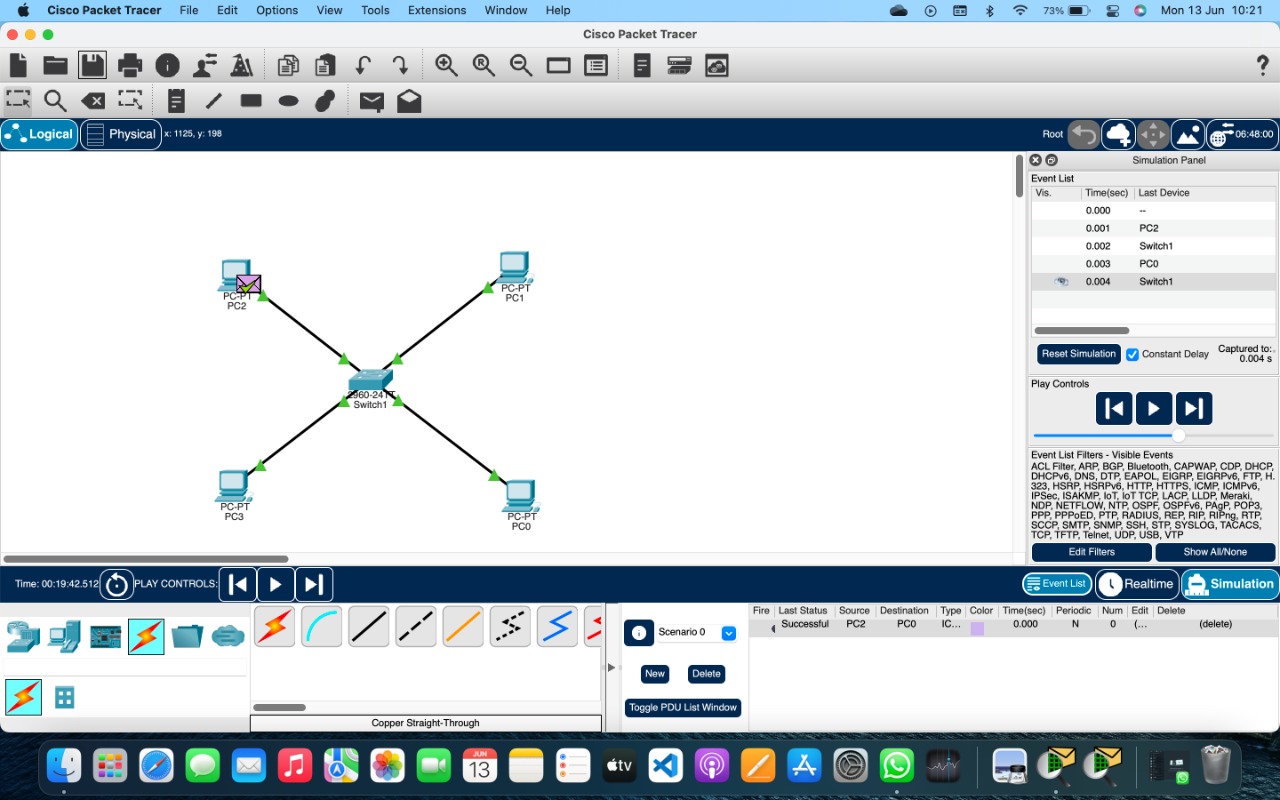 Cisco Packet Tracer File Edit Options View Tools Extensions Window Help 73% Mon 13 Jun 10:21
Cisco Packet Tracer
Logical Physical x: 1125, y: 198 Root 06:48:00
Simulation Panel
Event List
Vis. Time(sec) Last Device
0.000 --
0.001 PC2
0.002 Switch1
0.003 PC0
0.004 Switch1
Reset Simulation Constant Delay Captured to:
0.004 s
Play Controls
Event List Filters - Visible Events
ACL Filter, ARP, BGP, Bluetooth, CAPWAP, CDP, DHCP,
DHCPv6, DNS, DTP, EAPOL, EIGRP, EIGRPv6, FTP, H.
323, HSRP, HSRPv6, HTTP, HTTPS, ICMP, ICMPv6,
IPSec, ISAKMP, IoT, IoT TCP, LACP, LLDP, Meraki,
NDP, NETFLOW, NTP, OSPF, OSPFv6, PAgP, POP3,
PPP, PPPoED, PTP, RADIUS, REP, RIP, RIPng, RTP,
SCCP, SMTP, SNMP, SSH, STP, SYSLOG, TACACS,
TCP, TFTP, Telnet, UDP, USB, VTP
Edit Filters Show All/None
PC-PT
PC2
PC-PT
PC1
2960-24TT
Switch1
PC-PT
PC3
PC-PT
PC0
Time: 00:19:42.512 PLAY CONTROLS: Event List Realtime Simulation
Scenario 0
New Delete
Toggle PDU List Window
Fire Last Status Source Destination Type Color Time(sec) Periodic Num Edit Delete
Successful PC2 PC0 IC... 0.000 N 0 (... (delete)
Copper Straight-Through
JUN
13
tv